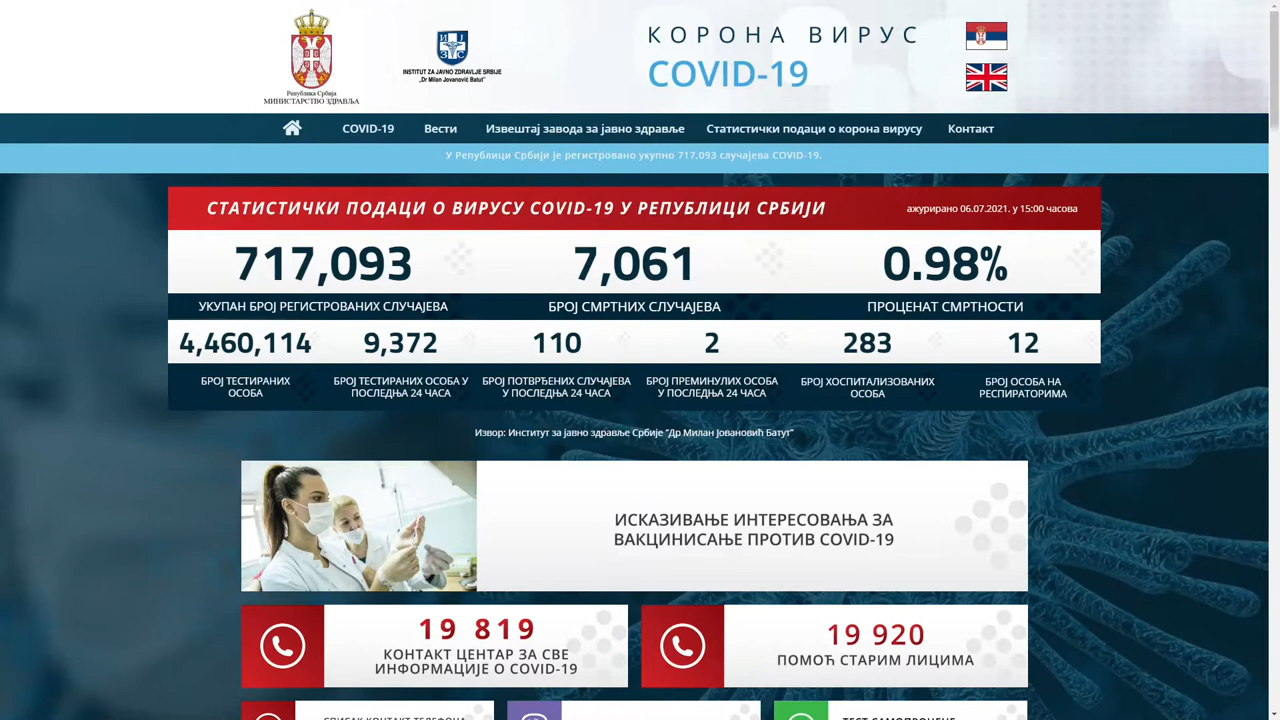 Република Србија
МИНИСТАРСТВО ЗДРАВЉА
INSTITUT ZA JAVNO ZDRAVLJE SRBIJE
„Dr Milan Jovanović Batut"
КОРОНА ВИРУС
COVID-19
COVID-19 Вести Извештај завода за јавно здравље Статистички подаци о корона вирусу Контакт
У Републици Србији је регистровано укупно 717,093 случајева COVID-19.
СТАТИСТИЧКИ ПОДАЦИ О ВИРУСУ COVID-19 У РЕПУБЛИЦИ СРБИЈИ
ажурирано 06.07.2021. у 15:00 часова
717,093 7,061 0.98%
УКУПАН БРОЈ РЕГИСТРОВАНИХ СЛУЧАЈЕВА БРОЈ СМРТНИХ СЛУЧАЈЕВА ПРОЦЕНАТ СМРТНОСТИ
4,460,114 9,372 110 2 283 12
БРОЈ ТЕСТИРАНИХ БРОЈ ТЕСТИРАНИХ ОСОБА У БРОЈ ПОТВРЂЕНИХ СЛУЧАЈЕВА БРОЈ ПРЕМИНУЛИХ ОСОБА БРОЈ ХОСПИТАЛИЗОВАНИХ БРОЈ ОСОБА НА
ОСОБА ПОСЛЕДЊА 24 ЧАСА У ПОСЛЕДЊА 24 ЧАСА У ПОСЛЕДЊА 24 ЧАСА ОСОБА РЕСПИРАТОРИМА
Извор: Институт за јавно здравље Србије "Др Милан Јовановић Батут"
ИСКАЗИВАЊЕ ИНТЕРЕСОВАЊА ЗА
ВАКЦИНИСАЊЕ ПРОТИВ COVID-19
19 819
КОНТАКТ ЦЕНТАР ЗА СВЕ
ИНФОРМАЦИЈЕ О COVID-19
19 920
ПОМОЋ СТАРИМ ЛИЦИМА